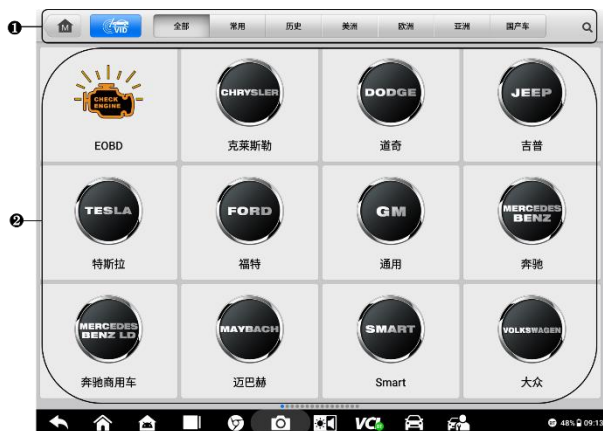 ❶
M
VID
全部 常用 历史 美洲 欧洲 亚洲 国产车
❷
CHECK
ENGINE
EOBD
CHRYSLER
克莱斯勒
DODGE
道奇
JEEP
吉普
TESLA
特斯拉
FORD
福特
GM
通用
MERCEDES
BENZ
奔驰
MERCEDES
BENZ LD
奔驰商用车
MAYBACH
迈巴赫
SMART
Smart
VOLKSWAGEN
大众
VCI
48% 09:13